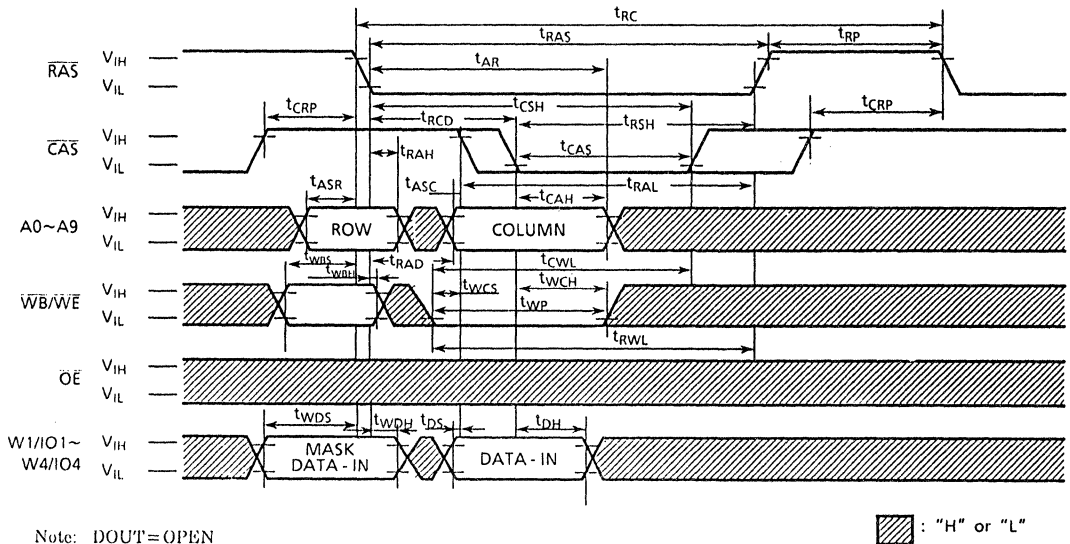 tRC
tRAS
tRP
tAR
RAS VIH
VIL
tCRP
tCSH
tRCD
tRSH
tCRP
CAS VIH
VIL
tRAH
tCAS
tASR
tASC
tRAL
tCAH
A0~A9 VIH
VIL
ROW
COLUMN
tWBS
tWBH
tRAD
tCWL
tWCS
tWCH
WB/WE VIH
VIL
tWP
tRWL
OE VIH
VIL
tWDS
tWDH
tDS
tDH
W1/IO1~ VIH
W4/IO4 VIL
MASK
DATA-IN
DATA-IN
Note: DOUT=OPEN
: "H" or "L"